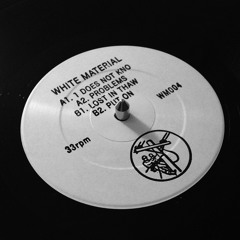 WHITE MATERIAL
A1. I DOES NOT KNO
A2. PROBLEMS
B1. LOST IN THAW
B2. PUT ON
33rpm
WM004